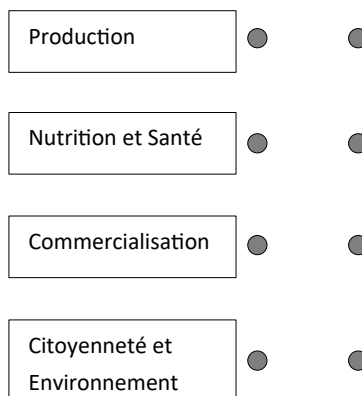 Production
Nutrition et Santé
Commercialisation
Citoyenneté et
Environnement